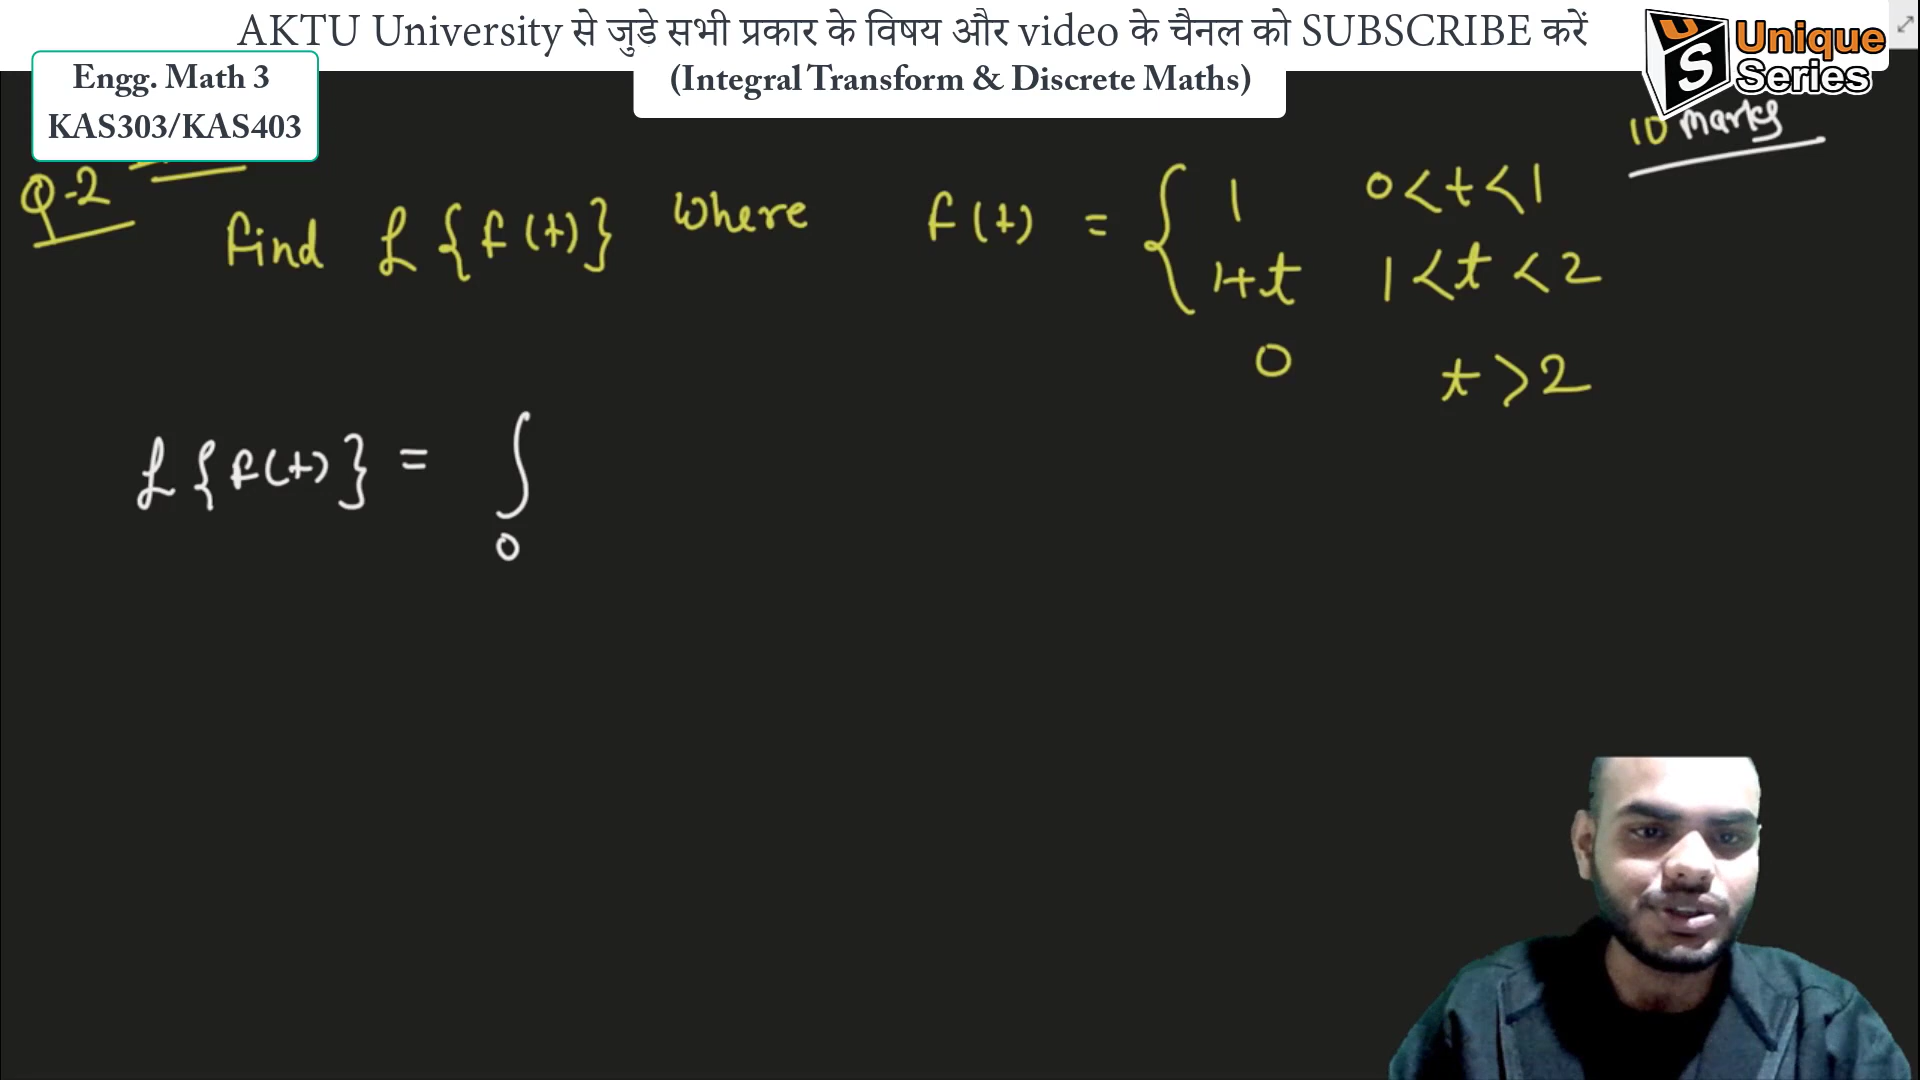 AKTU University से जुडे सभी प्रकार के विषय और video के चैनल को SUBSCRIBE करें
US Unique Series
Engg. Math 3
KAS303/KAS403
(Integral Transform & Discrete Maths)
10 Marks
Q-2
find ℒ{f(t)} where f(t) = { 1 0<t<1
1+t 1<t<2
0 t>2
ℒ{f(t)} = ∫
0